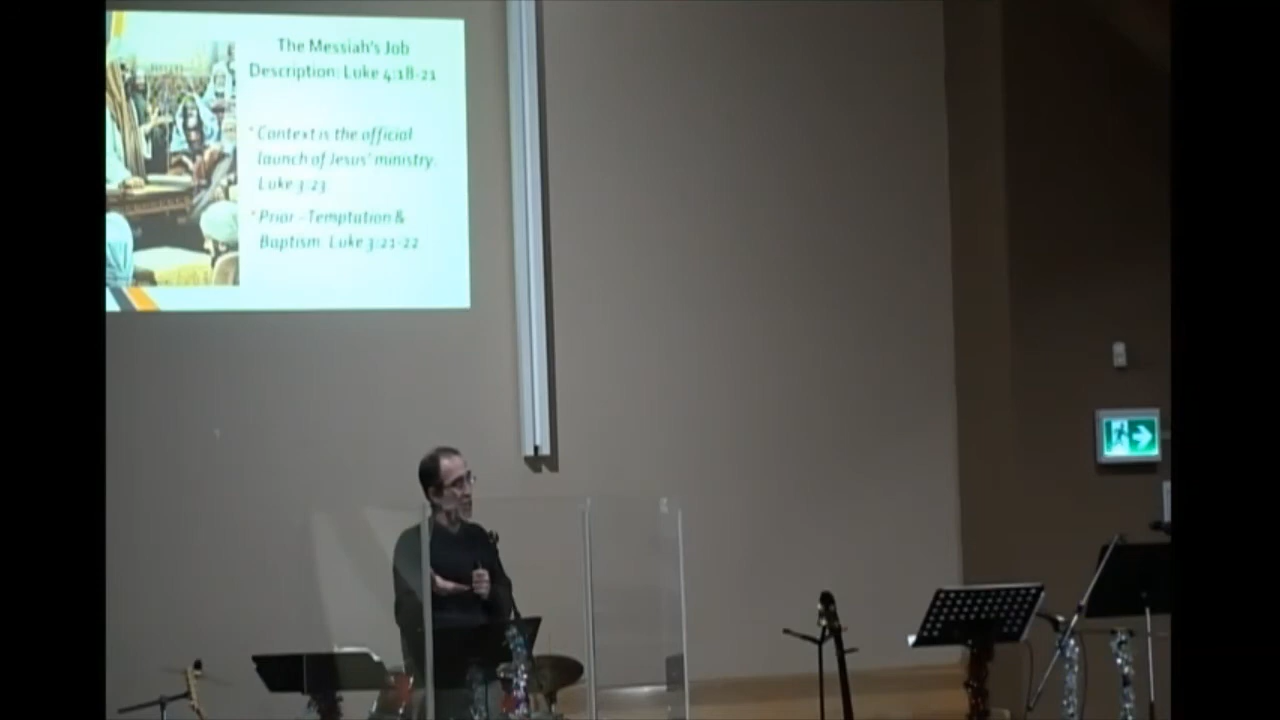 The Messiah's Job
Description: Luke 4:18-21
* Context is the official
launch of Jesus' ministry.
Luke 3:23
* Prior - Temptation &
Baptism. Luke 3:21-22